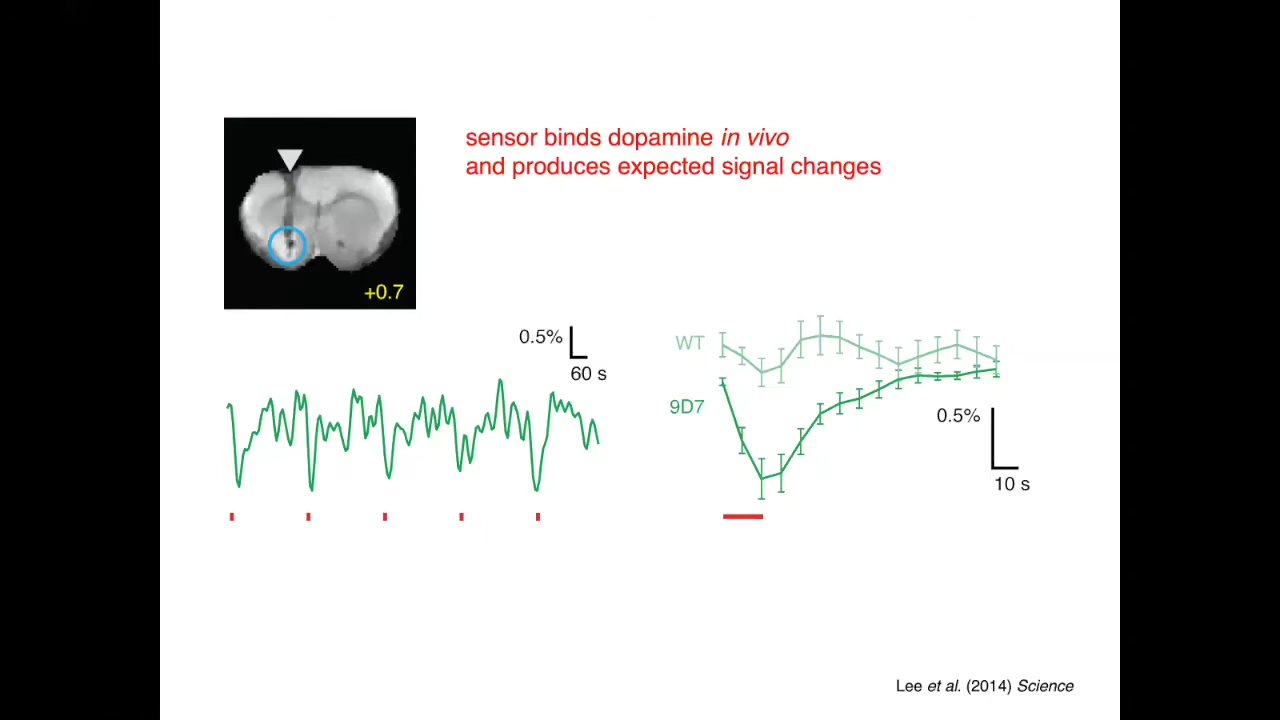 sensor binds dopamine in vivo
and produces expected signal changes
+0.7
0.5%
60 s
WT
9D7
0.5%
10 s
Lee et al. (2014) Science